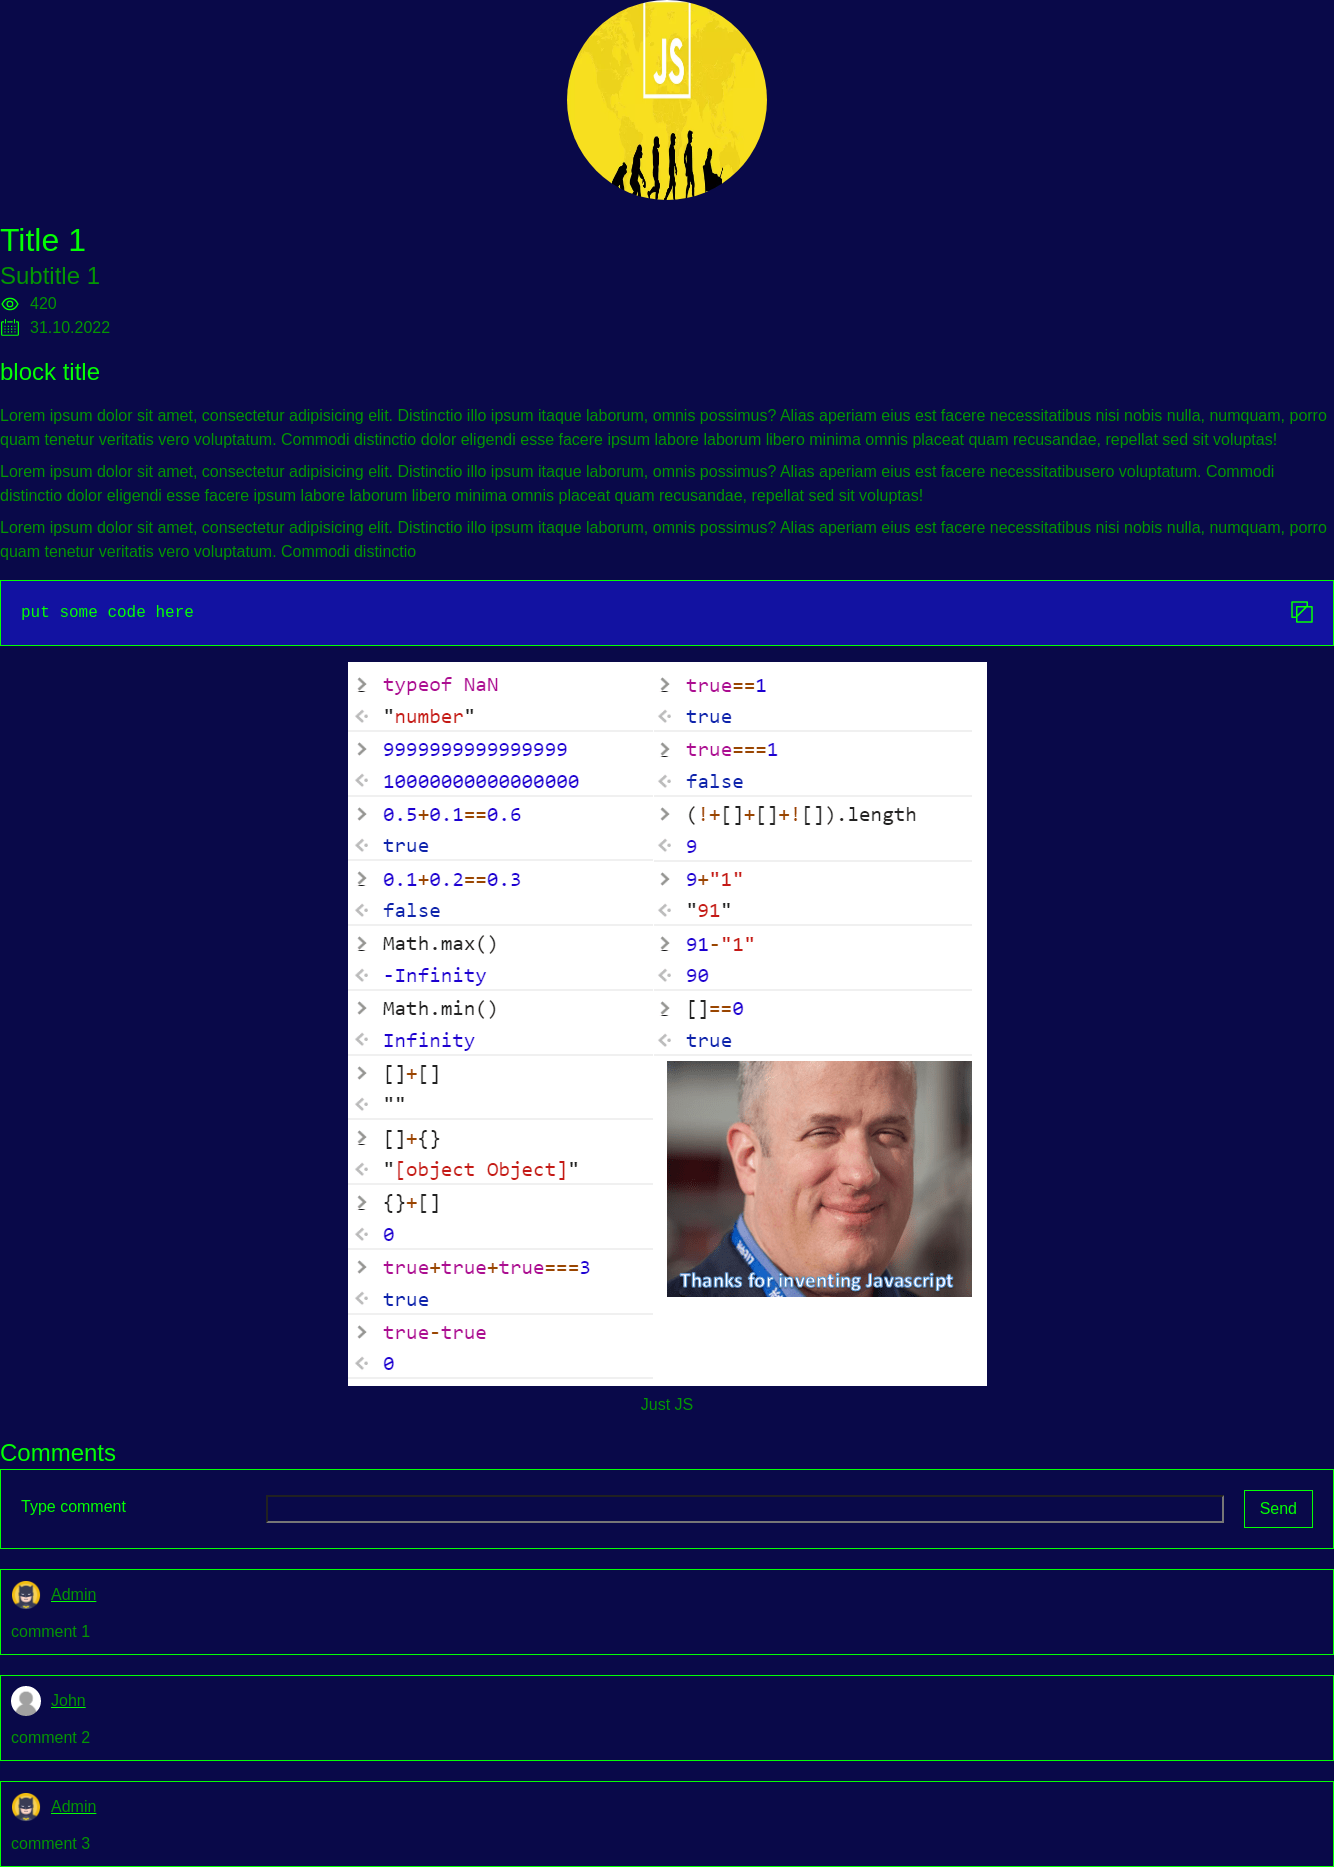 JS
Title 1
Subtitle 1
420
31.10.2022
block title
Lorem ipsum dolor sit amet, consectetur adipisicing elit. Distinctio illo ipsum itaque laborum, omnis possimus? Alias aperiam eius est facere necessitatibus nisi nobis nulla, numquam, porro
quam tenetur veritatis vero voluptatum. Commodi distinctio dolor eligendi esse facere ipsum labore laborum libero minima omnis placeat quam recusandae, repellat sed sit voluptas!
Lorem ipsum dolor sit amet, consectetur adipisicing elit. Distinctio illo ipsum itaque laborum, omnis possimus? Alias aperiam eius est facere necessitatibusero voluptatum. Commodi
distinctio dolor eligendi esse facere ipsum labore laborum libero minima omnis placeat quam recusandae, repellat sed sit voluptas!
Lorem ipsum dolor sit amet, consectetur adipisicing elit. Distinctio illo ipsum itaque laborum, omnis possimus? Alias aperiam eius est facere necessitatibus nisi nobis nulla, numquam, porro
quam tenetur veritatis vero voluptatum. Commodi distinctio
put some code here
typeof NaN
"number"
9999999999999999
10000000000000000
0.5+0.1==0.6
true
0.1+0.2==0.3
false
Math.max()
-Infinity
Math.min()
Infinity
[]+[]
""
[]+{}
"[object Object]"
{}+[]
0
true+true+true===3
true
true-true
0
true==1
true
true===1
false
(!+[]+[]+![]).length
9
9+"1"
"91"
91-"1"
90
[]==0
true
Thanks for inventing Javascript
Just JS
Comments
Type comment
Send
Admin
comment 1
John
comment 2
Admin
comment 3